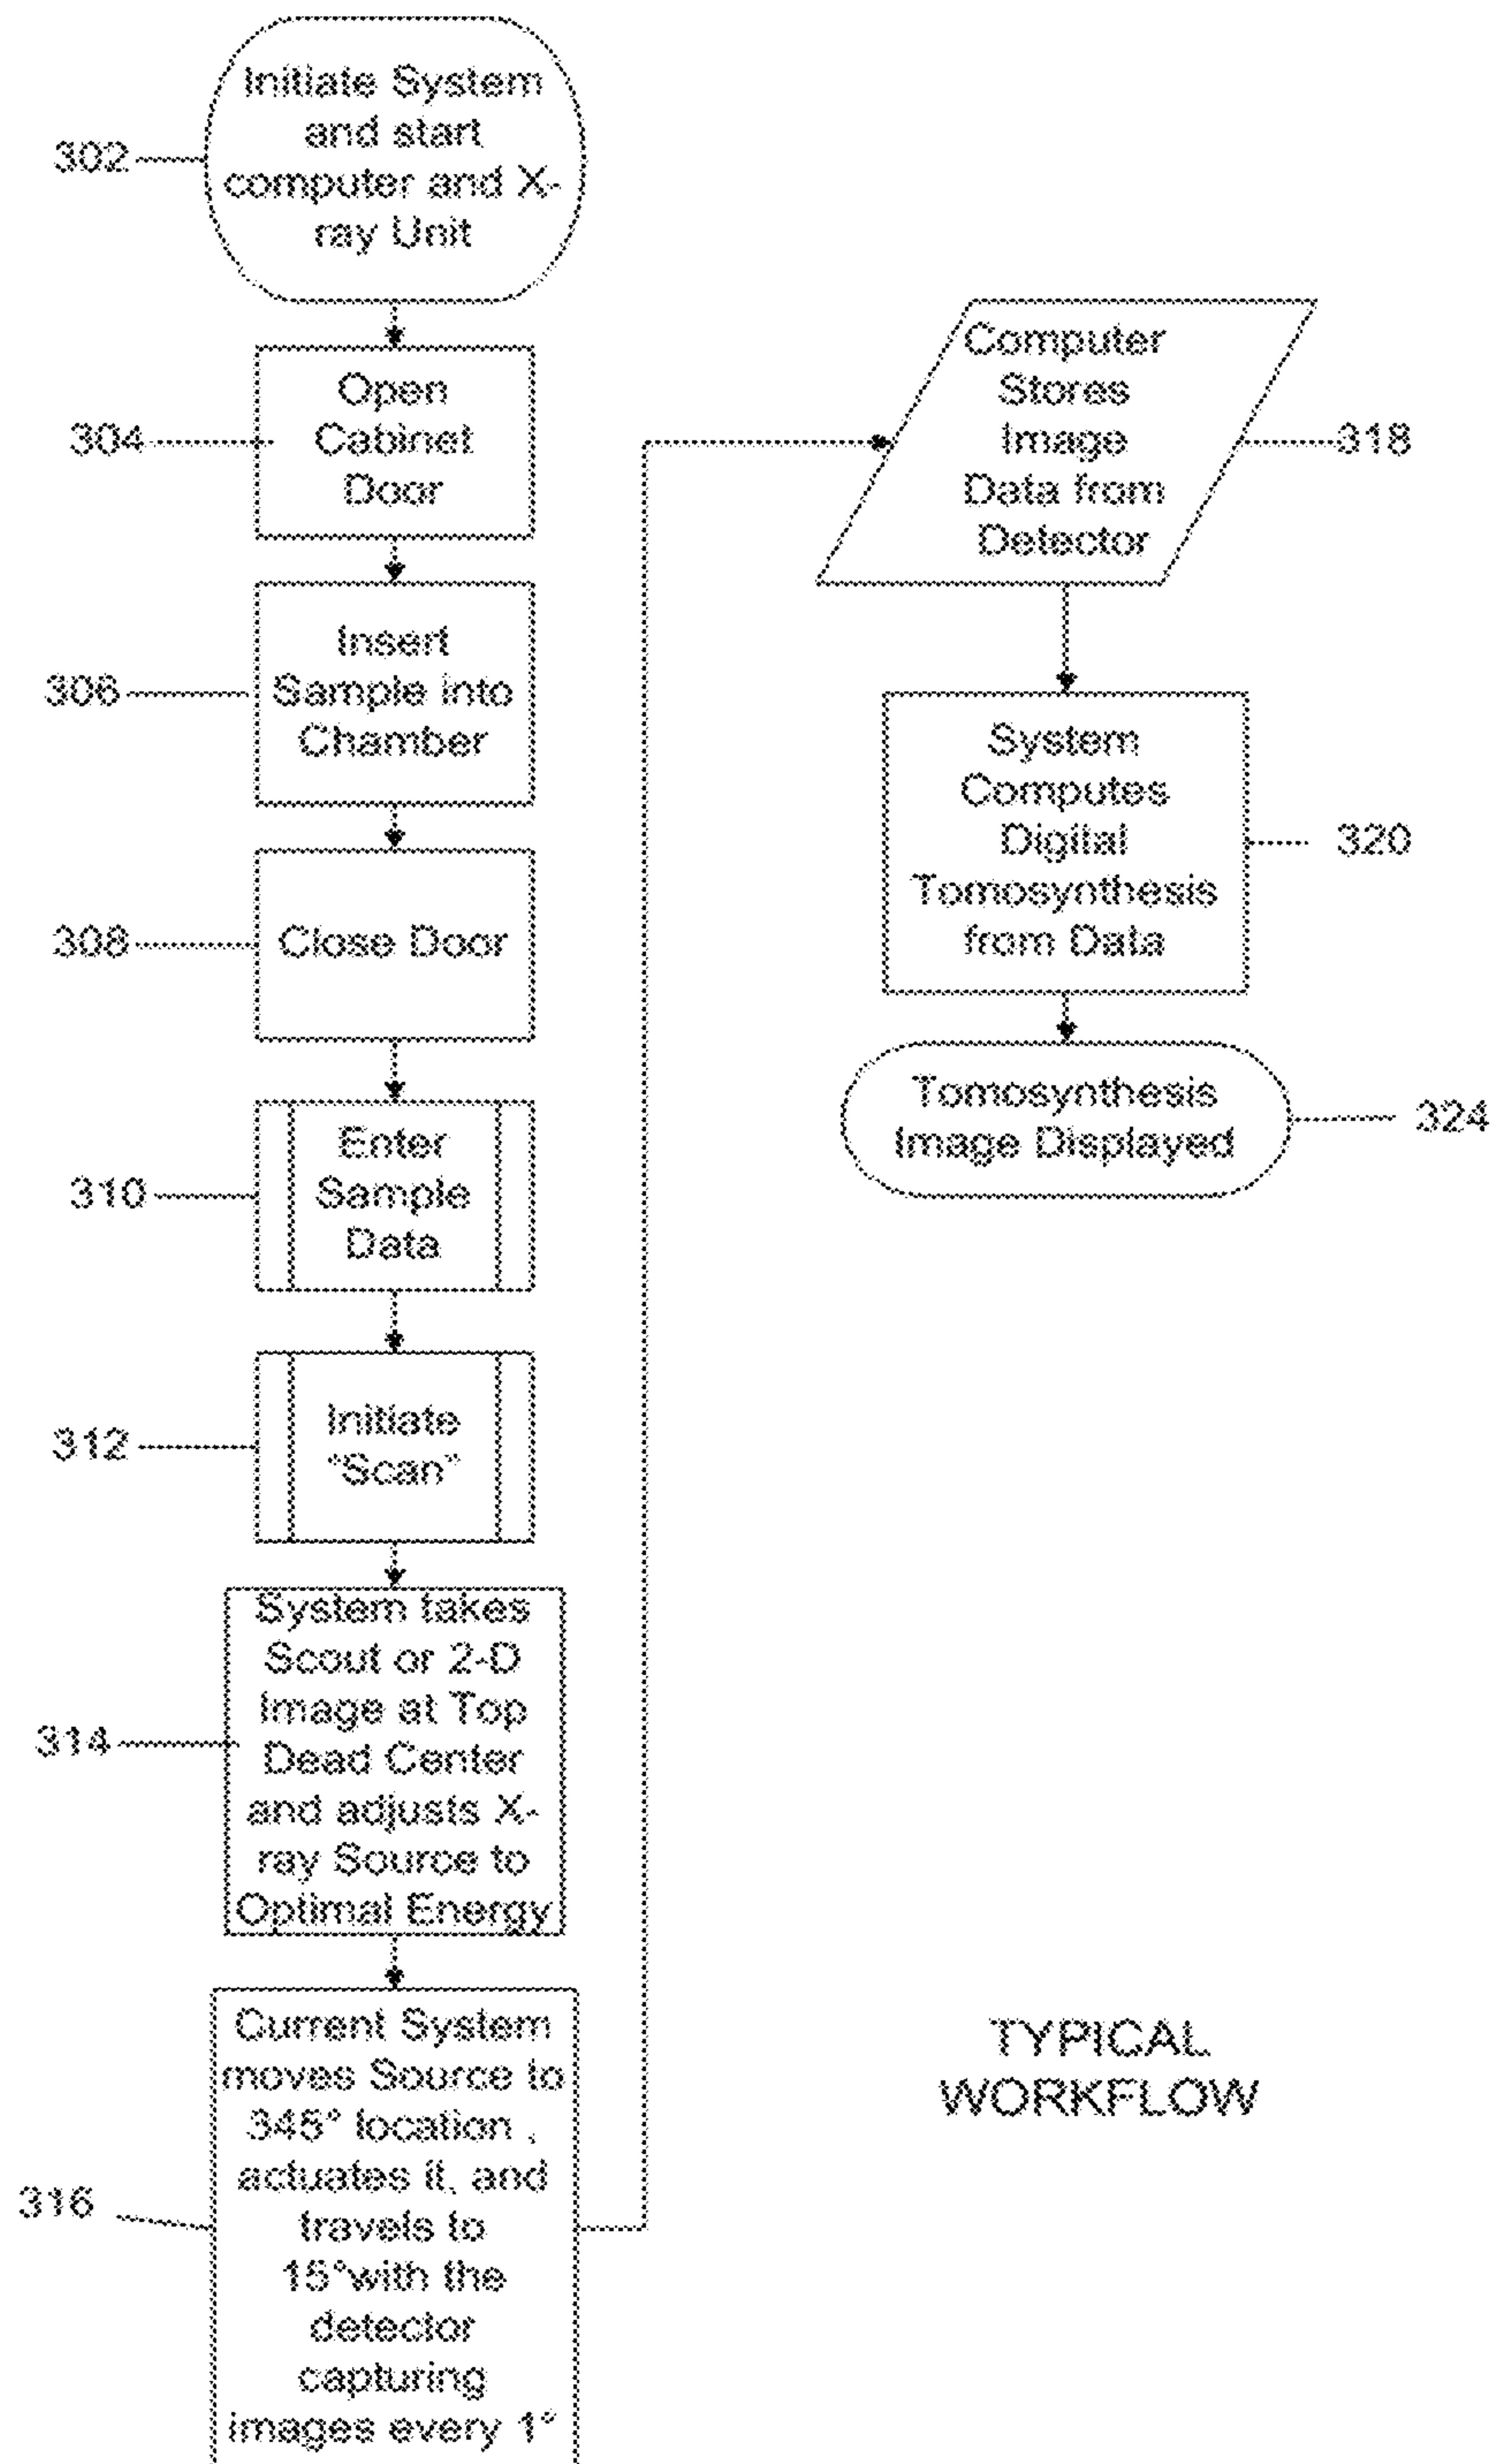 302
Initiate System
and start
computer and X-
ray Unit
304
Open
Cabinet
Door
306
Insert
Sample into
Chamber
308
Close Door
310
Enter
Sample
Data
312
Initiate
"Scan"
314
System takes
Scout or 2-D
Image at Top
Dead Center
and adjusts X-
ray Source to
Optimal Energy
316
Current System
moves Source to
345° location ,
actuates it, and
travels to
15°with the
detector
capturing
images every 1°
Computer
Stores
Image
Data from
Detector
318
System
Computes
Digital
Tomosynthesis
from Data
320
Tomosynthesis
Image Displayed
324
TYPICAL
WORKFLOW